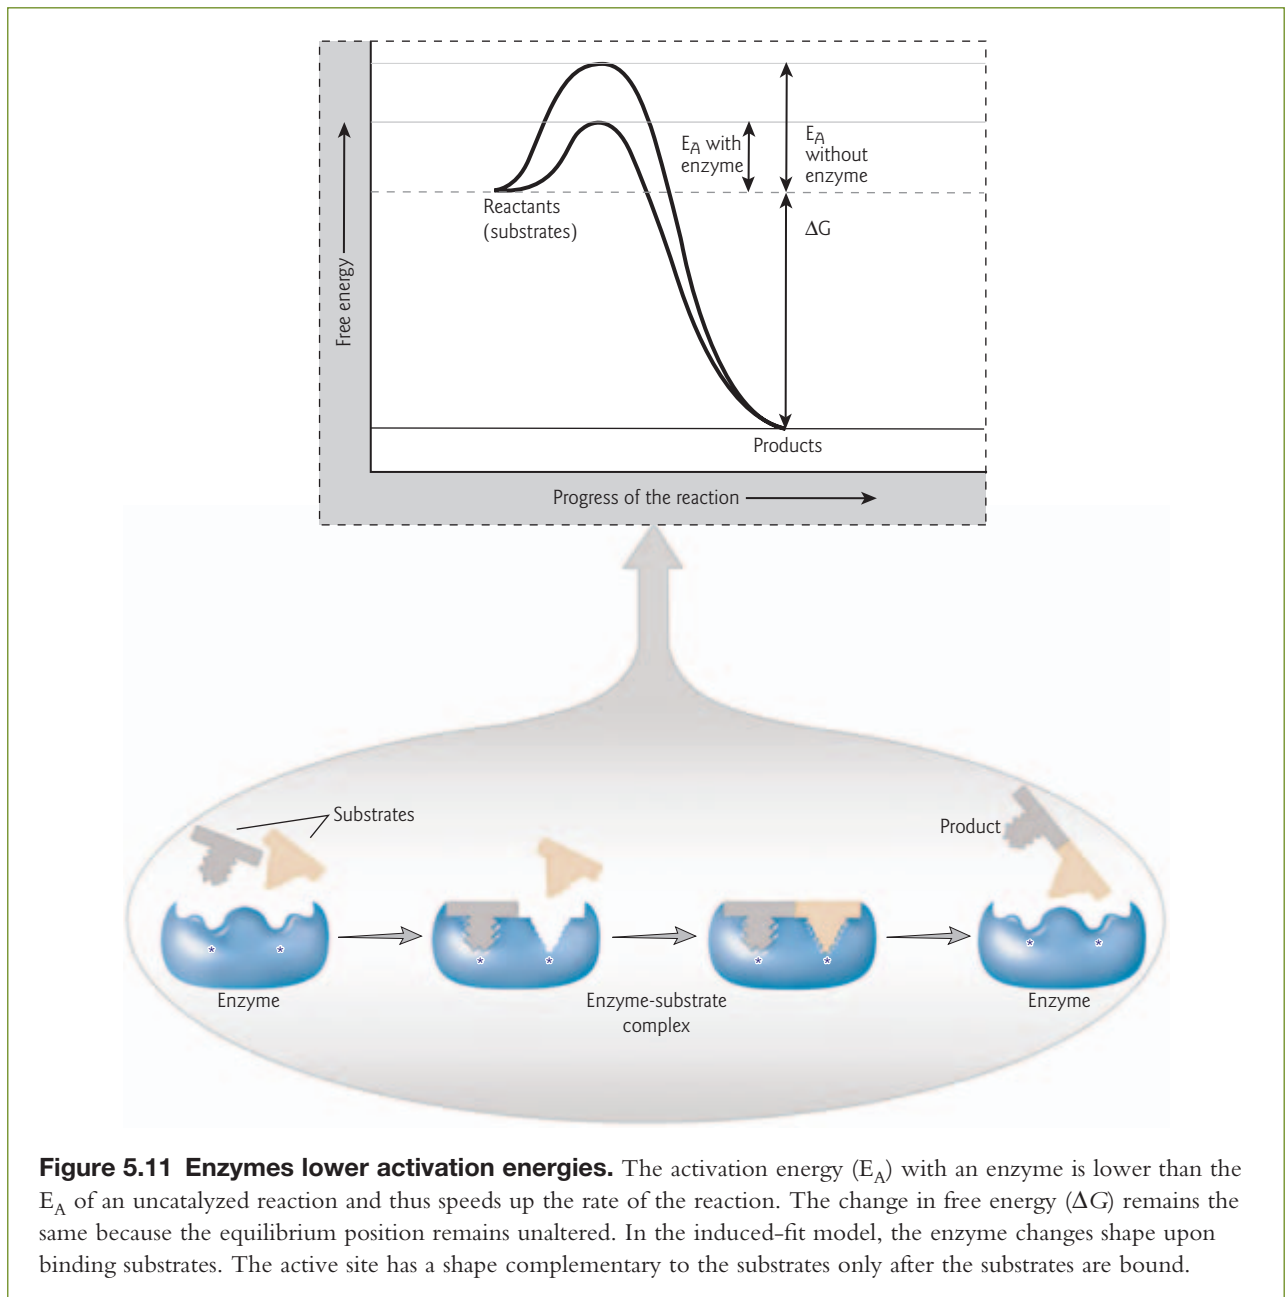 E_A with
enzyme
E_A
without
enzyme
Reactants
(substrates)
ΔG
Free energy
Products
Progress of the reaction
Substrates
Product
*
*
*
*
*
*
*
*
Enzyme
Enzyme-substrate
complex
Enzyme
Figure 5.11 Enzymes lower activation energies. The activation energy (E_A) with an enzyme is lower than the
E_A of an uncatalyzed reaction and thus speeds up the rate of the reaction. The change in free energy (ΔG) remains the
same because the equilibrium position remains unaltered. In the induced-fit model, the enzyme changes shape upon
binding substrates. The active site has a shape complementary to the substrates only after the substrates are bound.